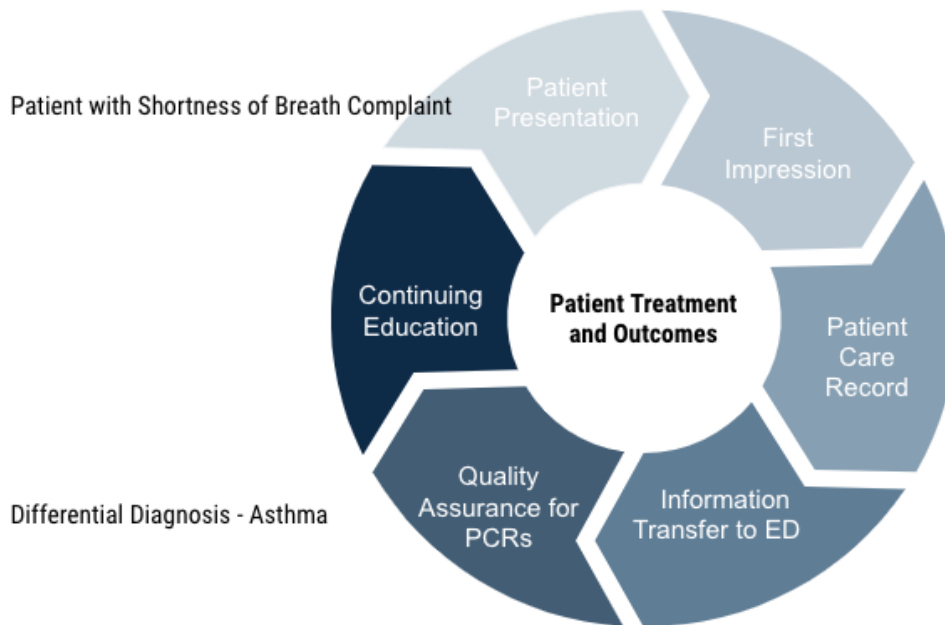 Patient with Shortness of Breath Complaint
Patient
Presentation
First
Impression
Patient
Care
Record
Information
Transfer to ED
Quality
Assurance for
PCRs
Continuing
Education
Patient Treatment
and Outcomes
Differential Diagnosis - Asthma